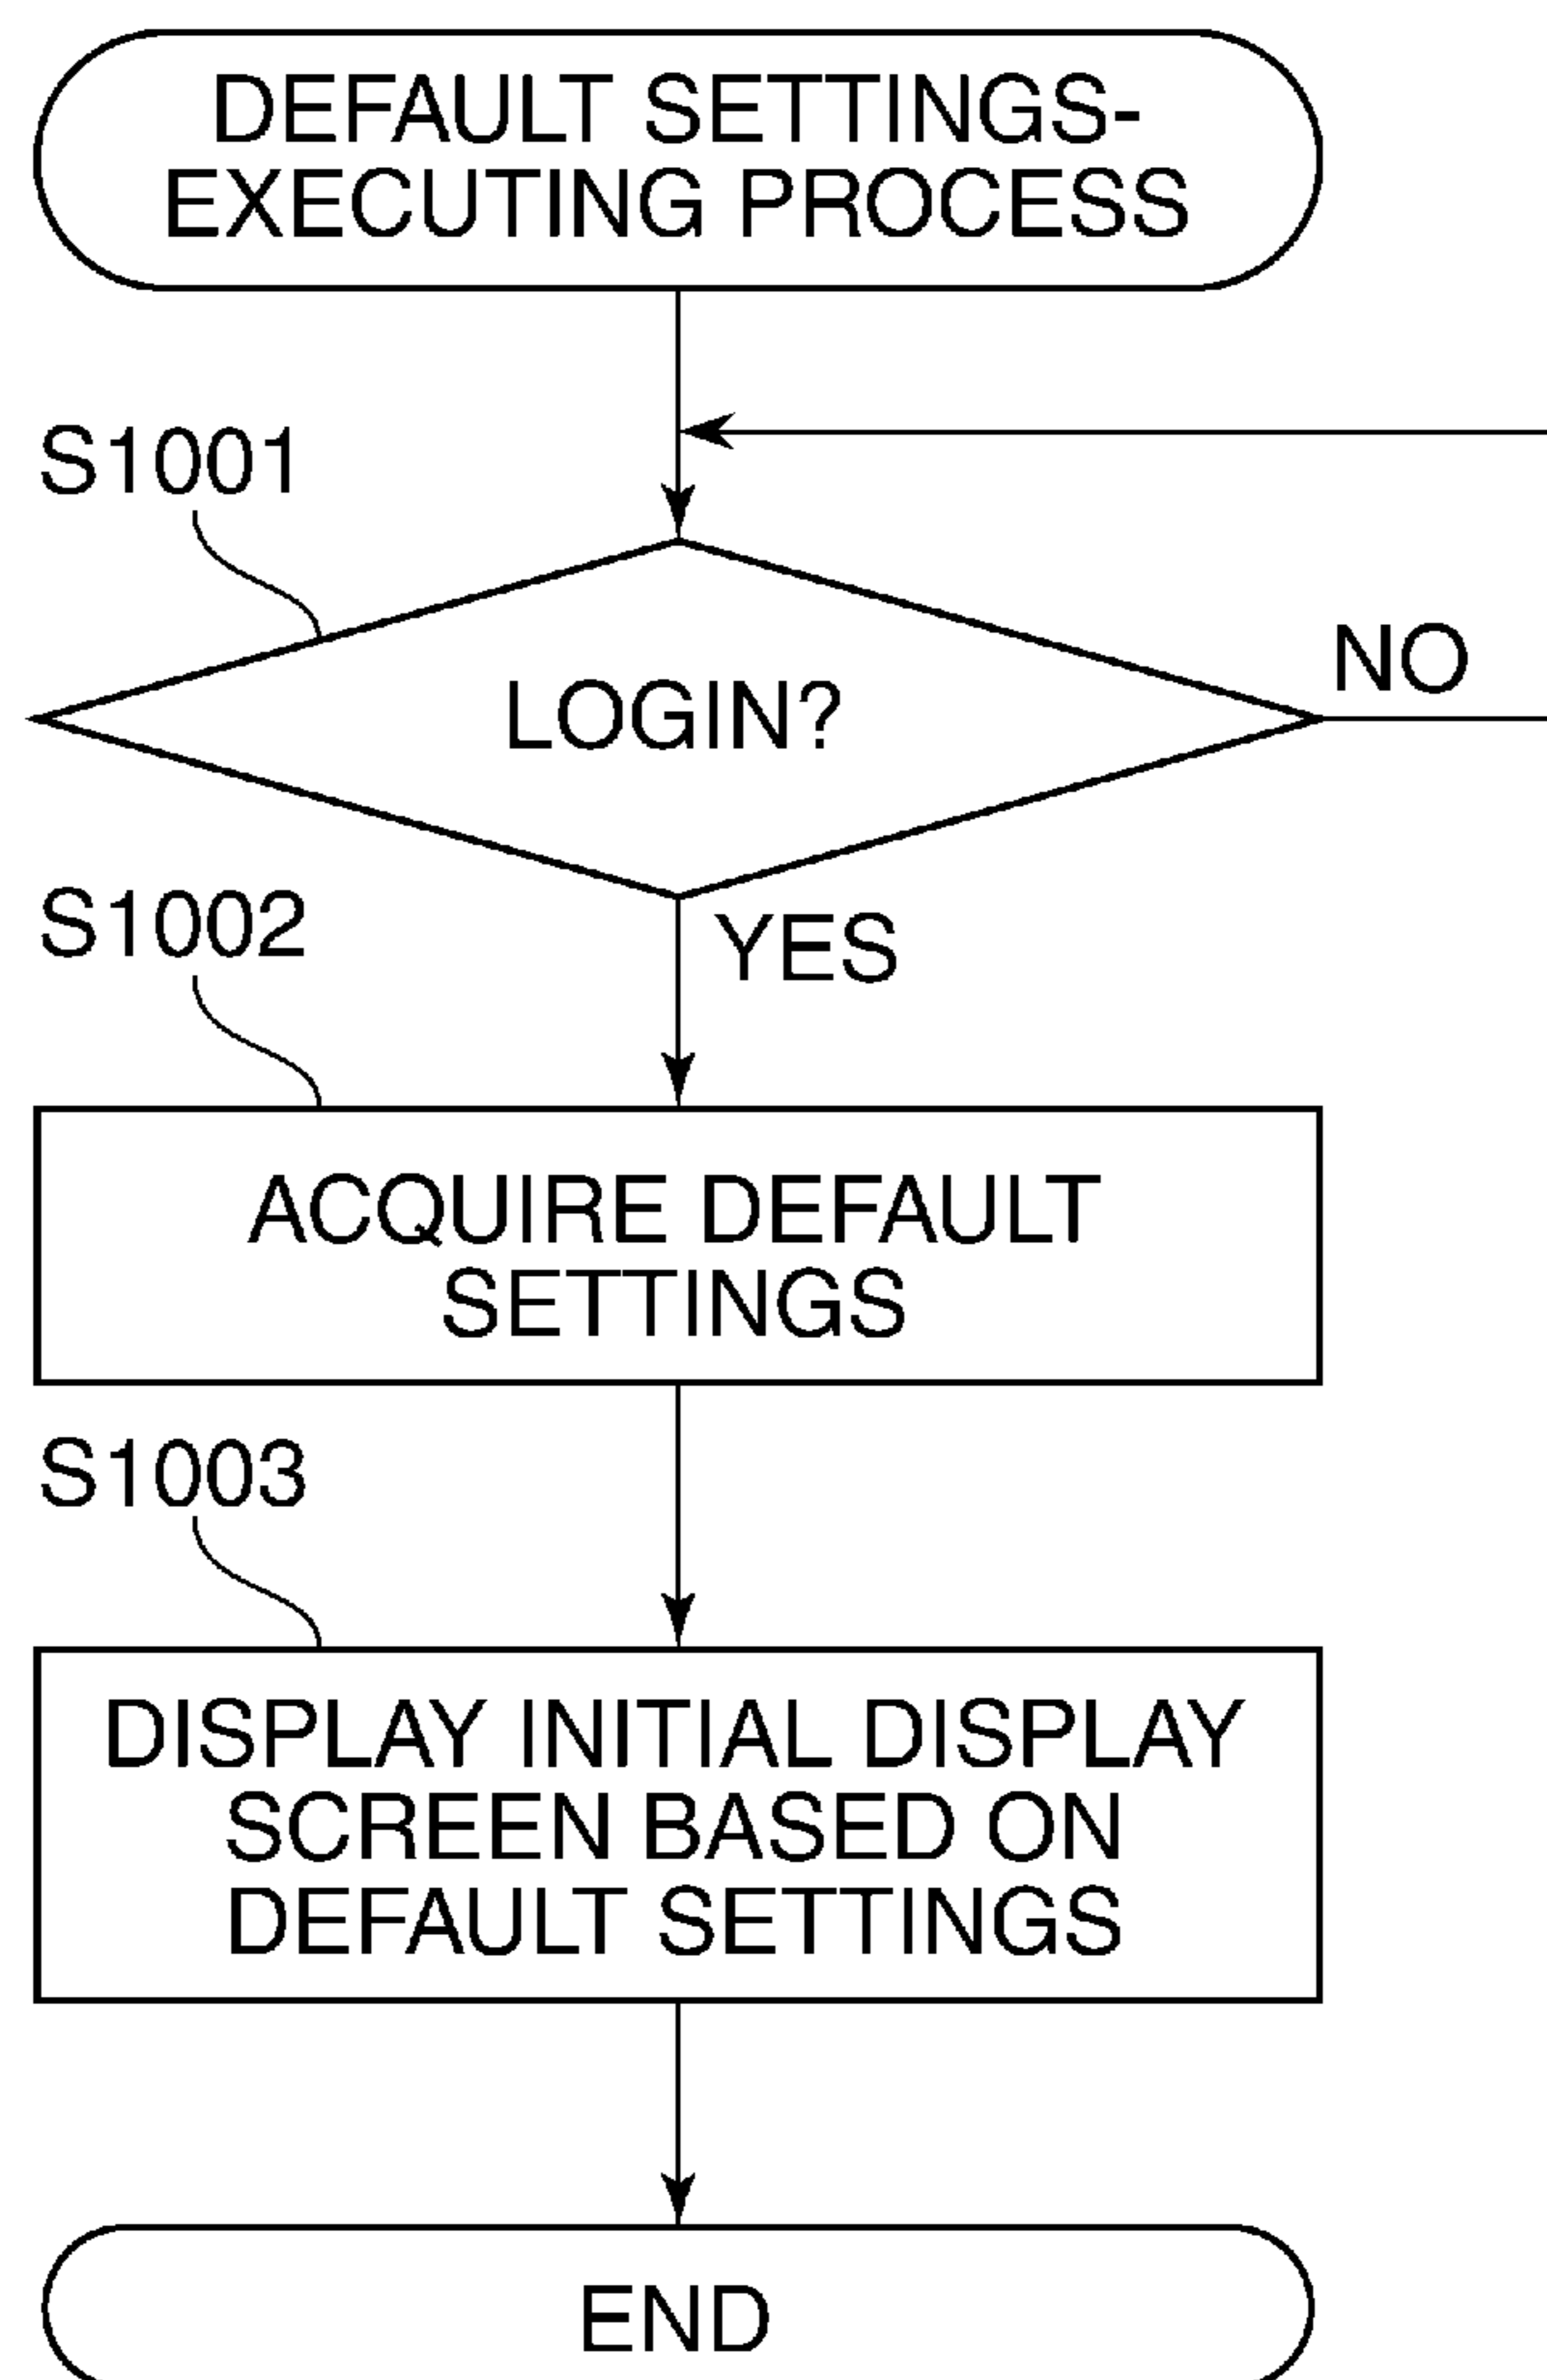 DEFAULT SETTINGS-
EXECUTING PROCESS
S1001
LOGIN?
NO
YES
S1002
ACQUIRE DEFAULT
SETTINGS
S1003
DISPLAY INITIAL DISPLAY
SCREEN BASED ON
DEFAULT SETTINGS
END